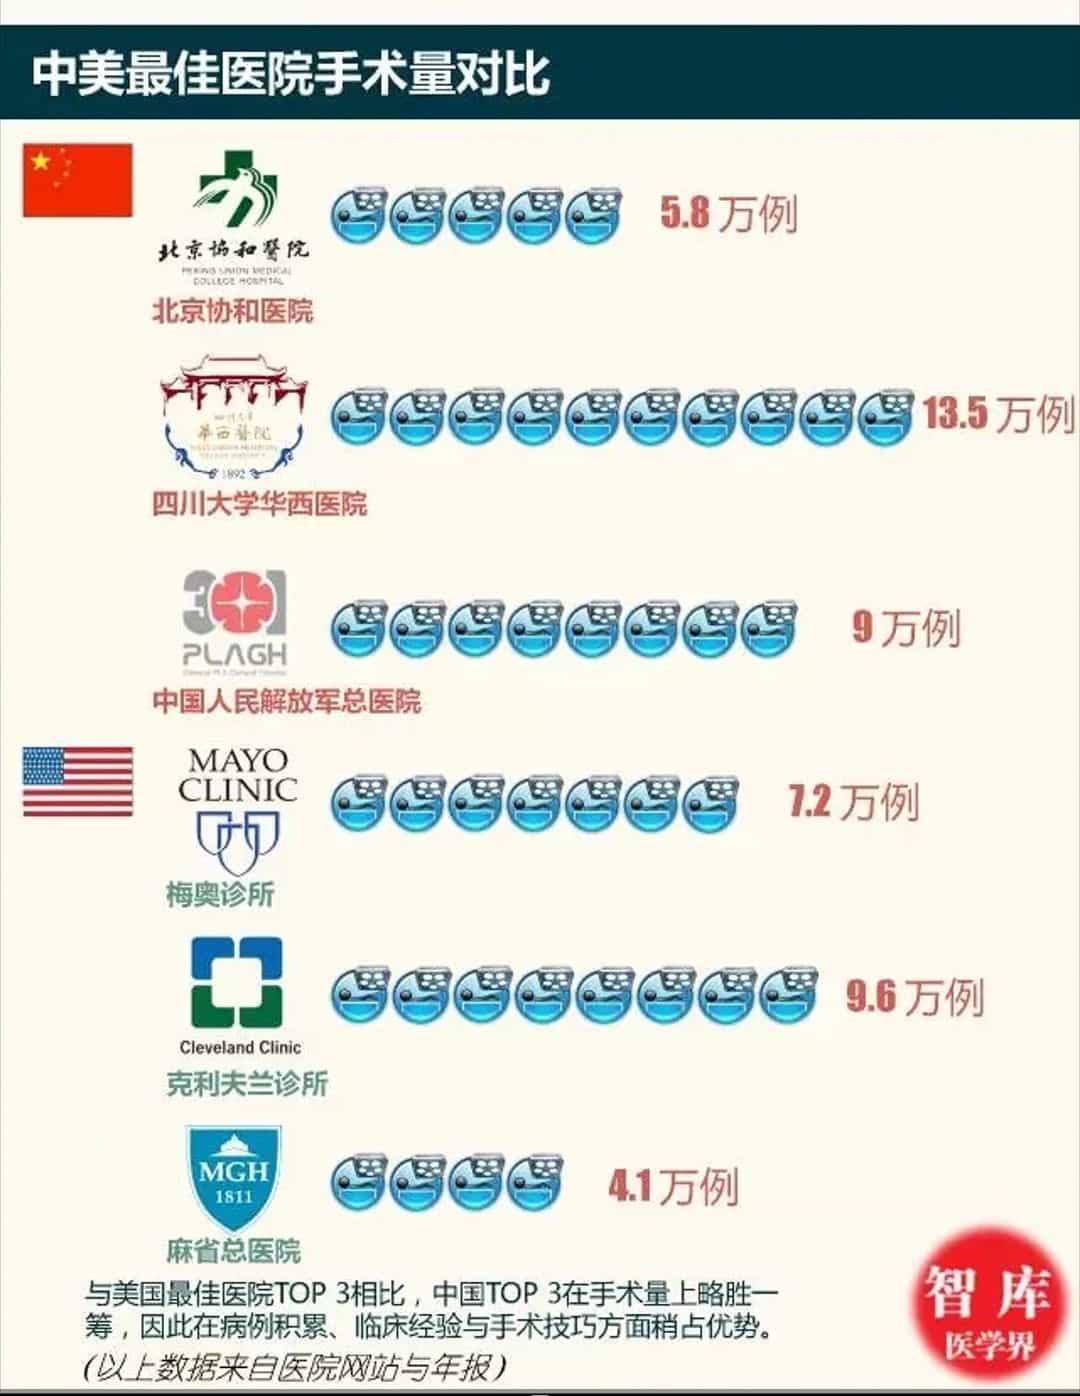 中美最佳医院手术量对比
北京协和醫院
PEKING UNION MEDICAL
COLLEGE HOSPITAL
5.8 万例
北京协和医院
四川大学
華西醫院
1892
13.5 万例
四川大学华西医院
301
PLAGH
9 万例
中国人民解放军总医院
MAYO
CLINIC
7.2 万例
梅奥诊所
9.6 万例
Cleveland Clinic
克利夫兰诊所
MGH
1811
4.1 万例
麻省总医院
与美国最佳医院TOP 3相比，中国TOP 3在手术量上略胜一
筹，因此在病例积累、临床经验与手术技巧方面稍占优势。
(以上数据来自医院网站与年报)
智库
医学界